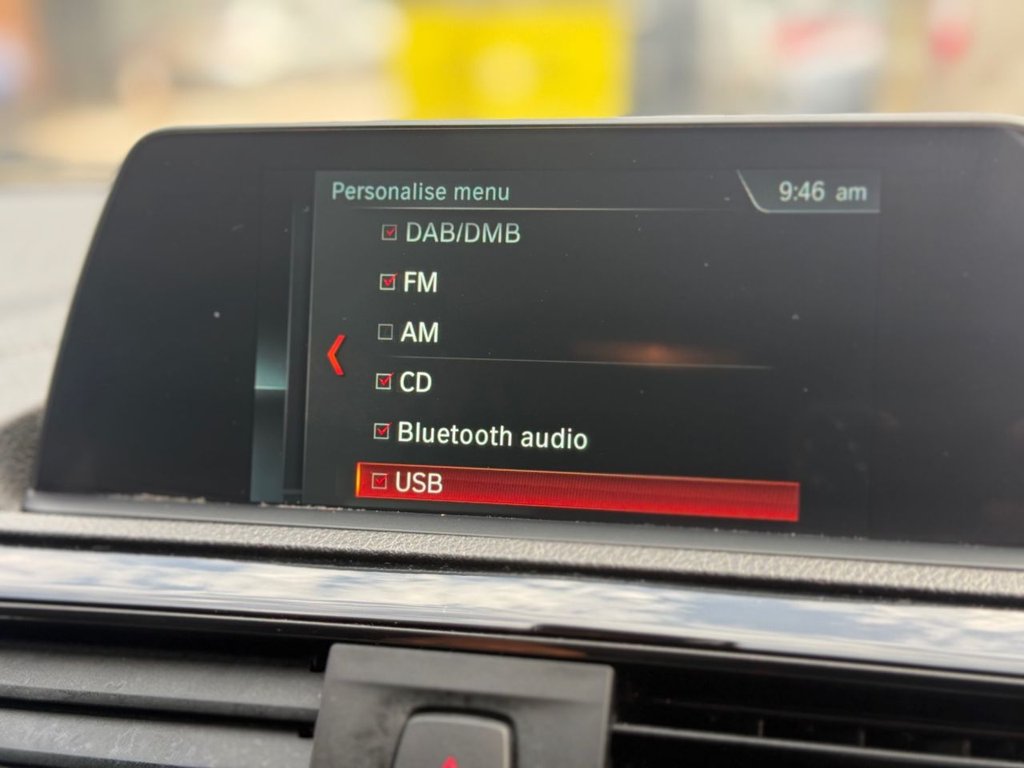 Personalise menu
9:46 am
DAB/DMB
FM
AM
CD
Bluetooth audio
USB